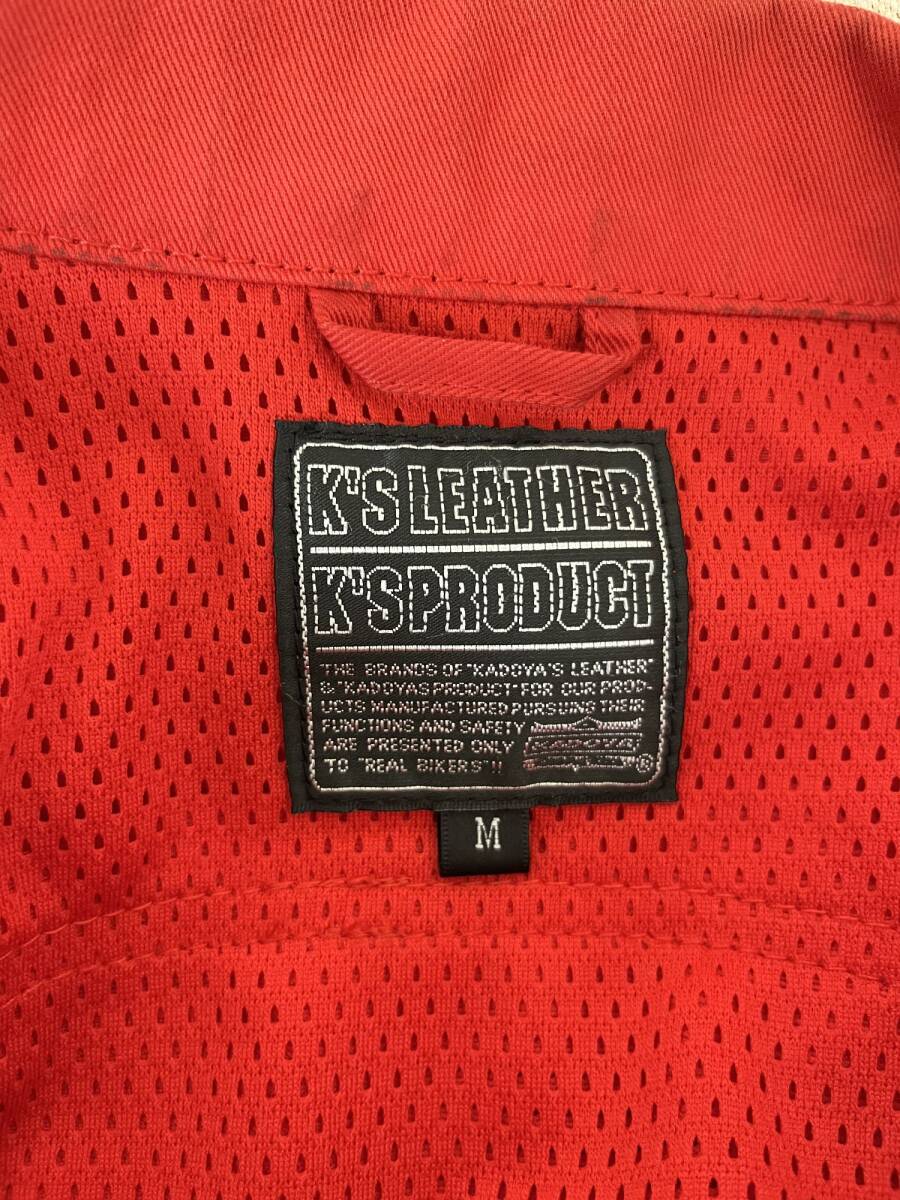 K'S LEATHER
K'S PRODUCT
THE BRANDS OF "KADOYA'S LEATHER"
& "KADOYAS PRODUCT" FOR OUR PROD-
UCTS MANUFACTURED PURSUING THEIR
FUNCTIONS AND SAFETY
ARE PRESENTED ONLY
TO "REAL BIKERS"!!
KADOYA
®
M